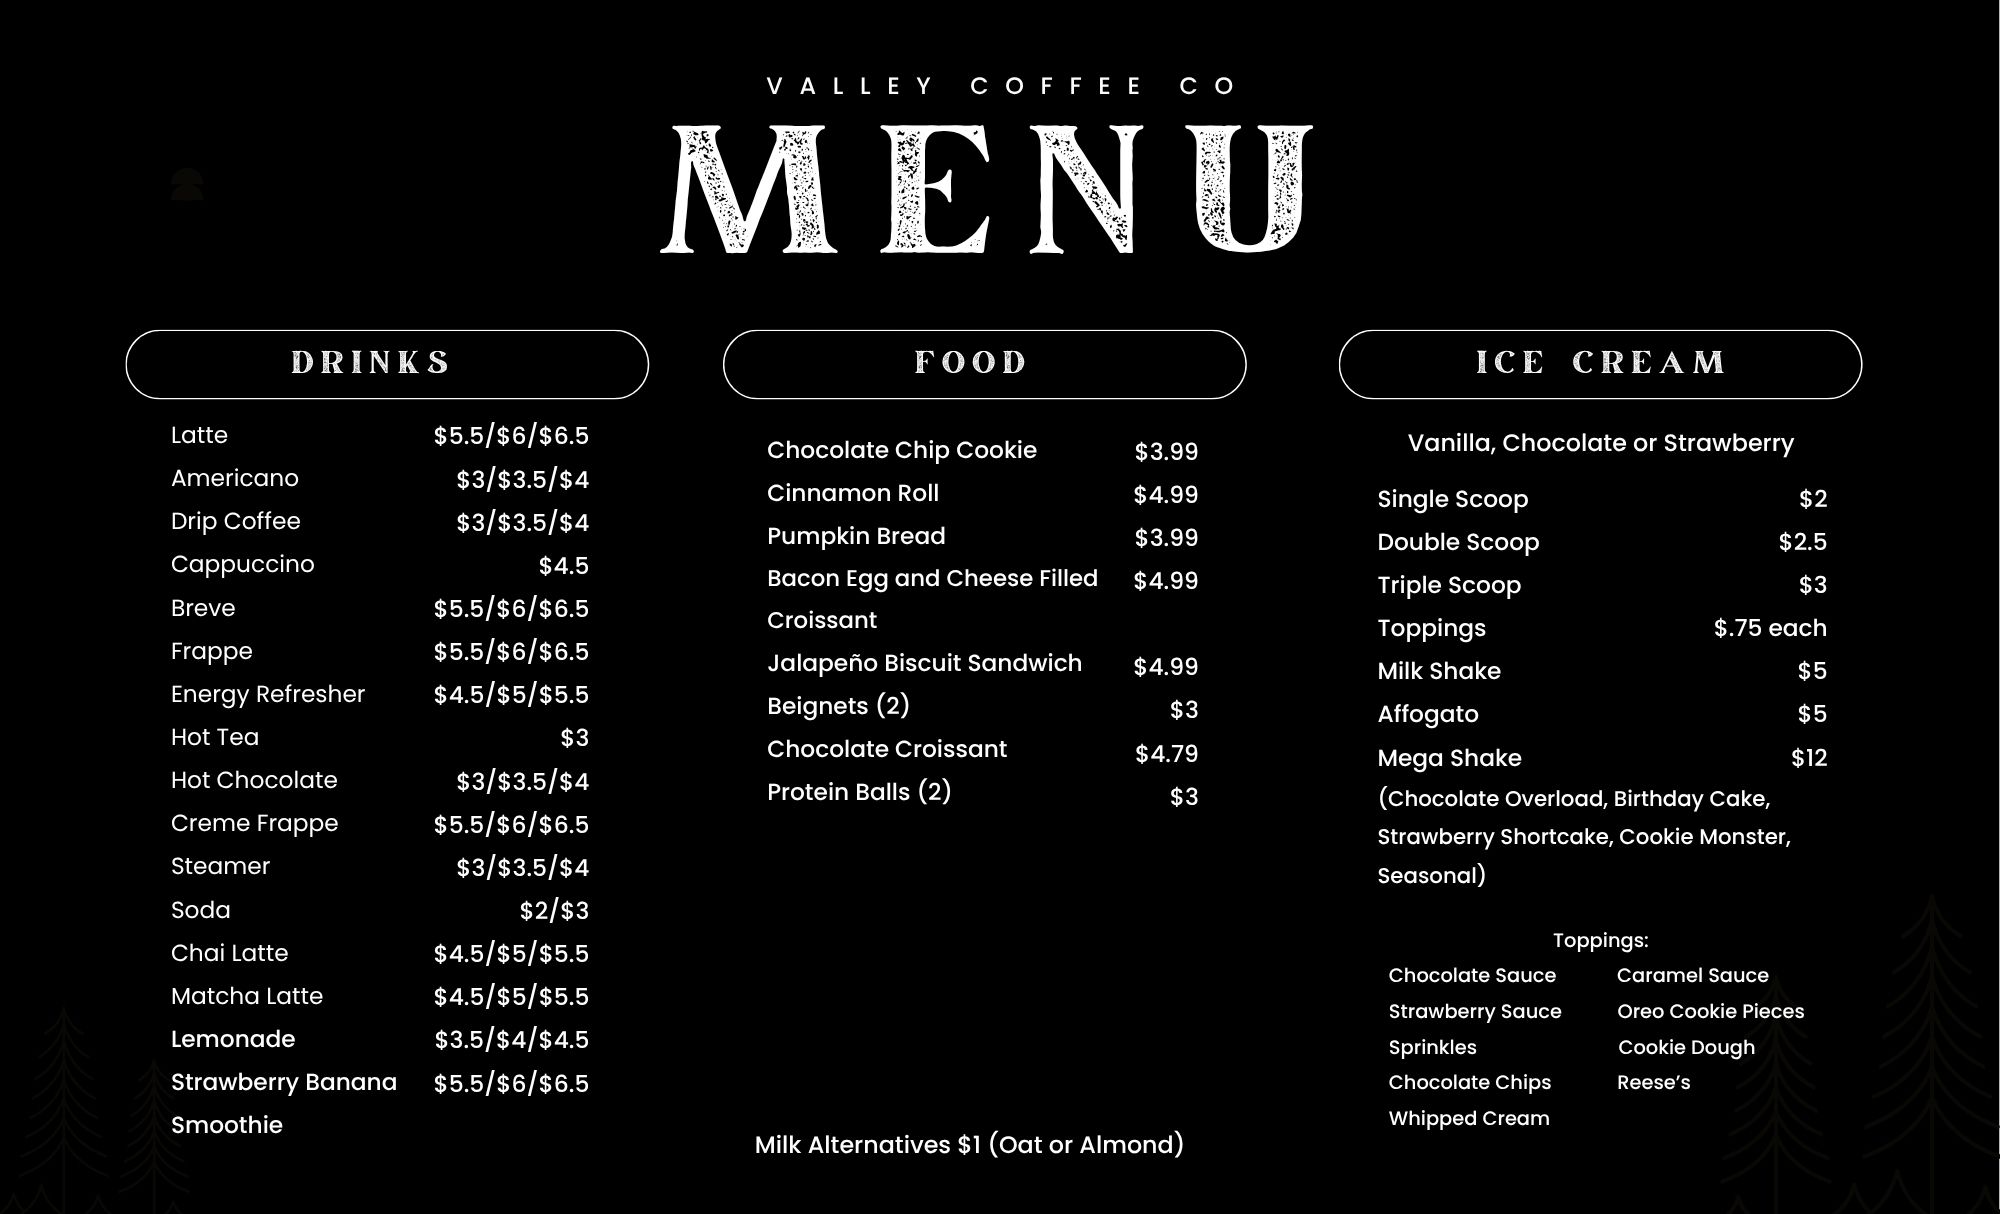 VALLEY COFFEE CO
MENU
DRINKS
Latte $5.5/$6/$6.5
Americano $3/$3.5/$4
Drip Coffee $3/$3.5/$4
Cappuccino $4.5
Breve $5.5/$6/$6.5
Frappe $5.5/$6/$6.5
Energy Refresher $4.5/$5/$5.5
Hot Tea $3
Hot Chocolate $3/$3.5/$4
Creme Frappe $5.5/$6/$6.5
Steamer $3/$3.5/$4
Soda $2/$3
Chai Latte $4.5/$5/$5.5
Matcha Latte $4.5/$5/$5.5
Lemonade $3.5/$4/$4.5
Strawberry Banana $5.5/$6/$6.5
Smoothie
FOOD
Chocolate Chip Cookie $3.99
Cinnamon Roll $4.99
Pumpkin Bread $3.99
Bacon Egg and Cheese Filled $4.99
Croissant
Jalapeño Biscuit Sandwich $4.99
Beignets (2) $3
Chocolate Croissant $4.79
Protein Balls (2) $3
Milk Alternatives $1 (Oat or Almond)
ICE CREAM
Vanilla, Chocolate or Strawberry
Single Scoop $2
Double Scoop $2.5
Triple Scoop $3
Toppings $.75 each
Milk Shake $5
Affogato $5
Mega Shake $12
(Chocolate Overload, Birthday Cake,
Strawberry Shortcake, Cookie Monster,
Seasonal)
Toppings:
Chocolate Sauce Caramel Sauce
Strawberry Sauce Oreo Cookie Pieces
Sprinkles Cookie Dough
Chocolate Chips Reese’s
Whipped Cream